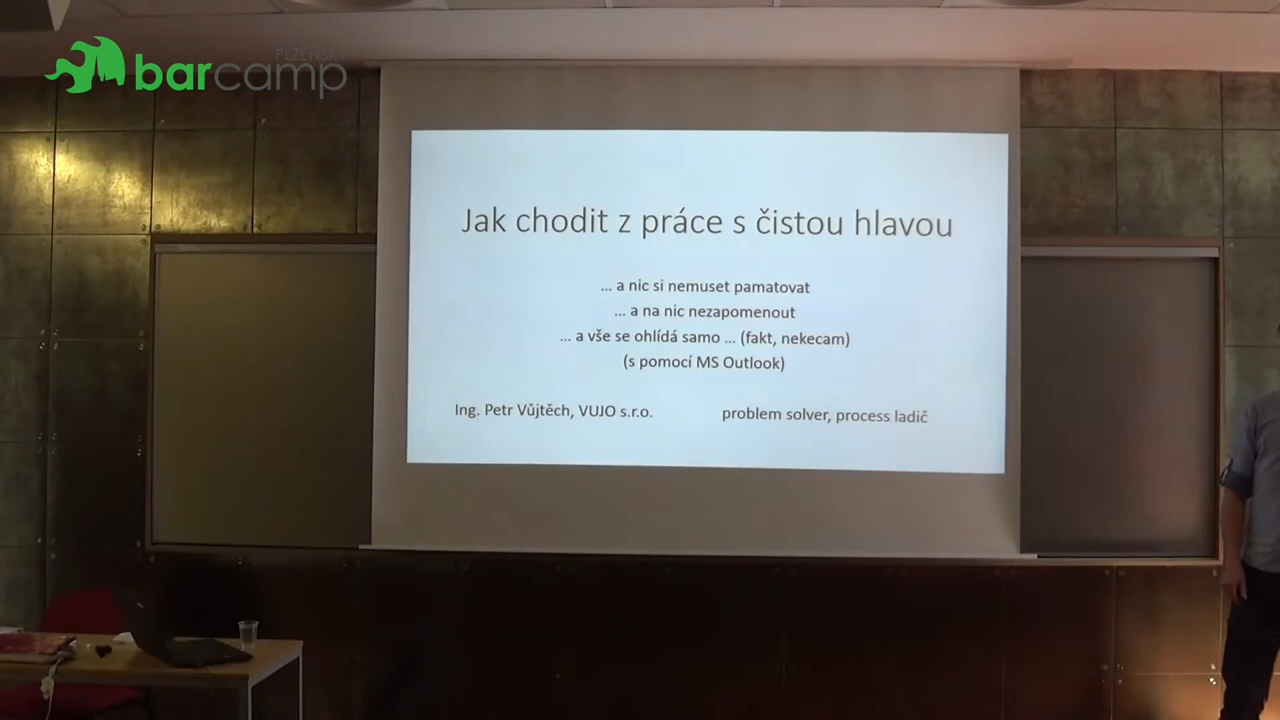 PLZEŇSKÝ
barcamp
Jak chodit z práce s čistou hlavou
... a nic si nemuset pamatovat
... a na nic nezapomenout
... a vše se ohlídá samo ... (fakt, nekecam)
(s pomocí MS Outlook)
Ing. Petr Vůjtěch, VUJO s.r.o.
problem solver, process ladič